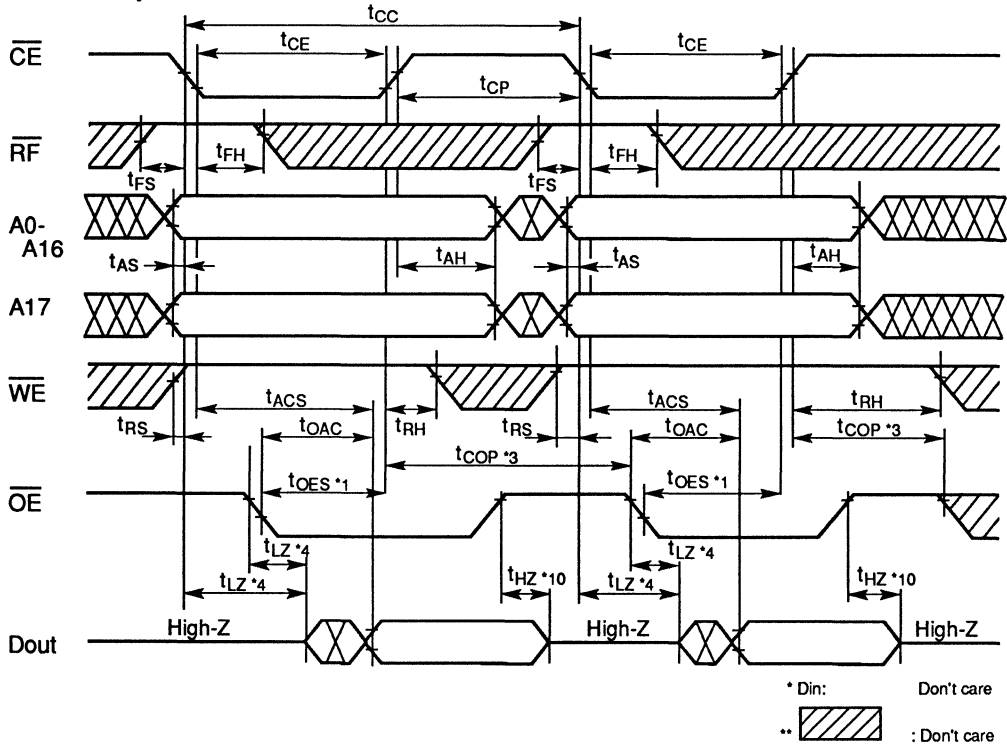 tCC
CE tCE tCE
tCP
RF tFH tFH
tFS tFS
A0-
A16
tAS tAH tAS tAH
A17
WE
tACS tACS
tRS tRH tRS tRH
tOAC tOAC
tCOP *3 tCOP *3
OE tOES *1 tOES *1
tLZ *4 tLZ *4
tLZ *4 tHZ *10 tLZ *4 tHZ *10
Dout High-Z High-Z High-Z
* Din: Don't care
** : Don't care